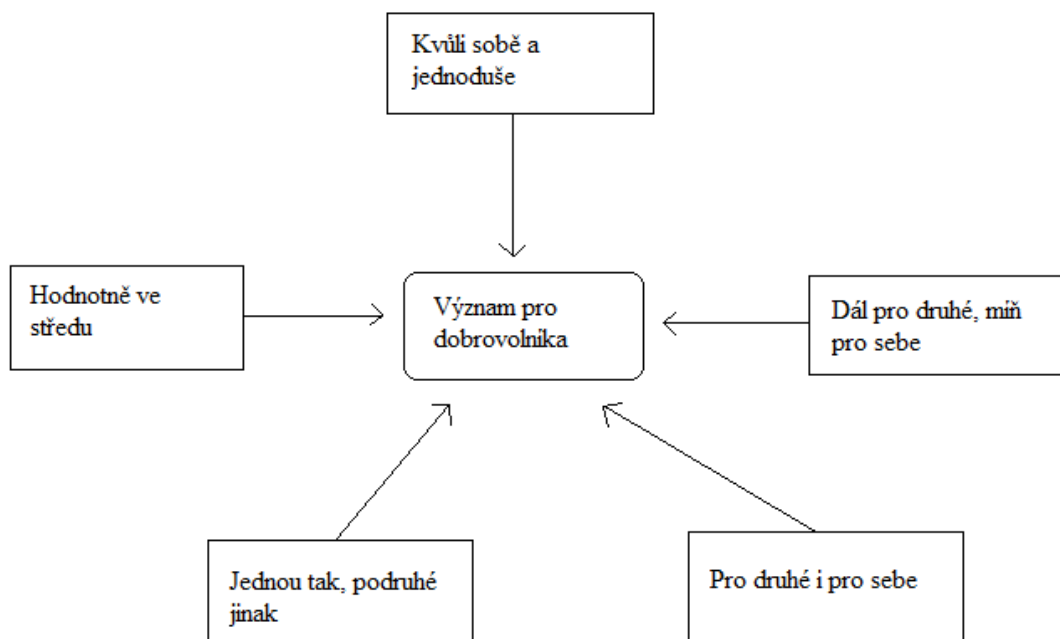 Kvůli sobě a
jednoduše
Hodnotně ve
středu
Význam pro
dobrovolníka
Dál pro druhé, míň
pro sebe
Jednou tak, podruhé
jinak
Pro druhé i pro sebe